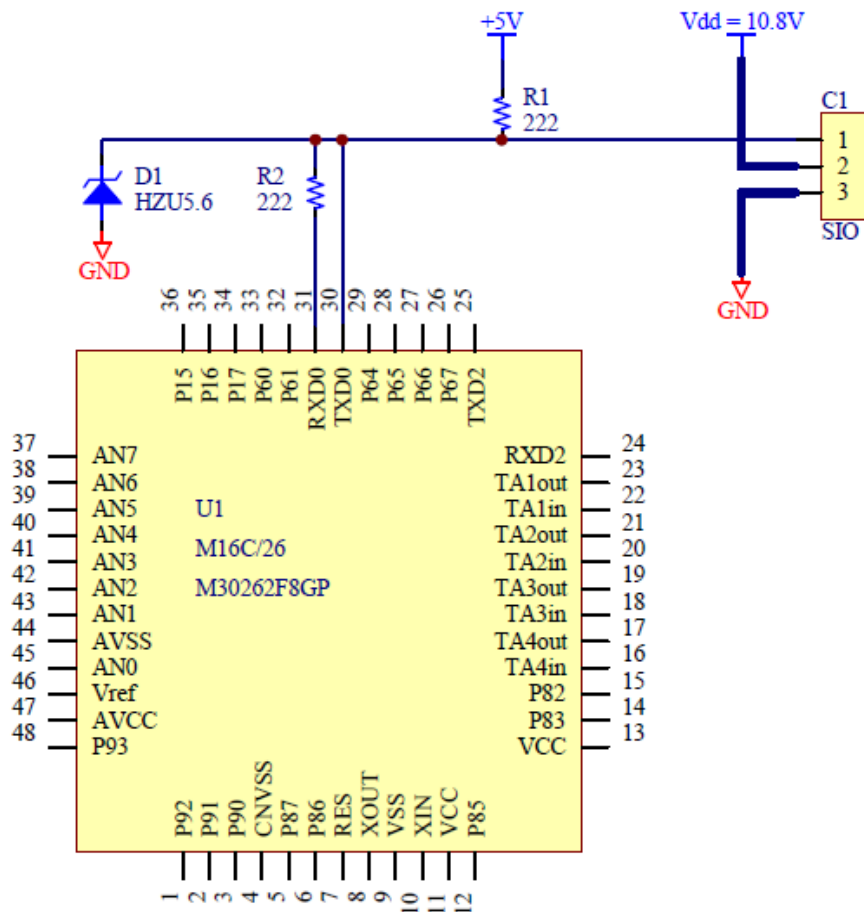 +5V
Vdd = 10.8V
R1
222
C1
1
2
3
SIO
D1
HZU5.6
R2
222
GND
GND
36 35 34 33 32 31 30 29 28 27 26 25
P15 P16 P17 P60 P61 RXD0 TXD0 P64 P65 P66 P67 TXD2
37 AN7 RXD2 24
38 AN6 TA1out 23
39 AN5 U1 TA1in 22
40 AN4 TA2out 21
41 AN3 M16C/26 TA2in 20
42 AN2 M30262F8GP TA3out 19
43 AN1 TA3in 18
44 AVSS TA4out 17
45 AN0 TA4in 16
46 Vref P82 15
47 AVCC P83 14
48 P93 VCC 13
P92 P91 P90 CNVSS P87 P86 RES XOUT VSS XIN VCC P85
1 2 3 4 5 6 7 8 9 10 11 12